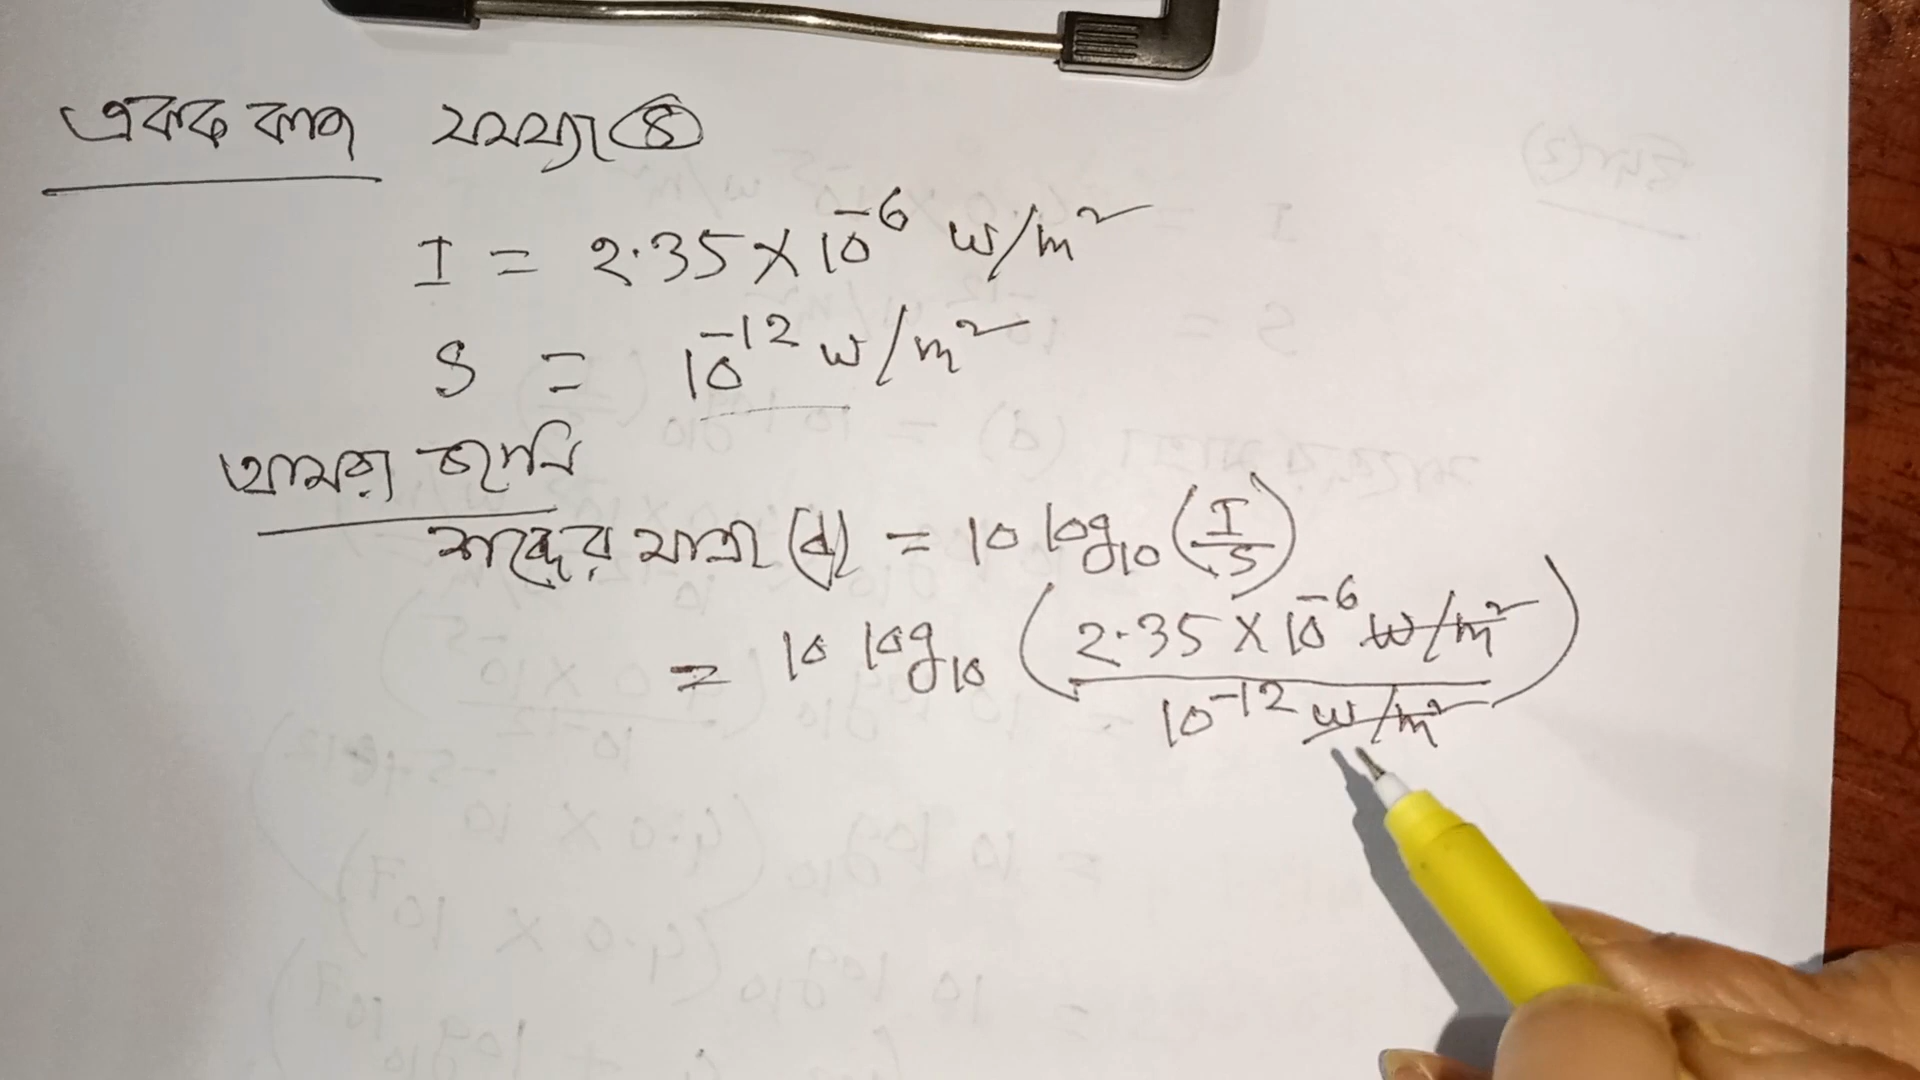 একক কাজ সমস্যা ৪
I = 2.35 × 10⁻⁶ w/m²
S = 10⁻¹² w/m²
আমরা জানি
শব্দের মাত্রা (d) = 10 log₁₀ (I/S)
= 10 log₁₀ (2.35 × 10⁻⁶ w/m² / 10⁻¹² w/m²)